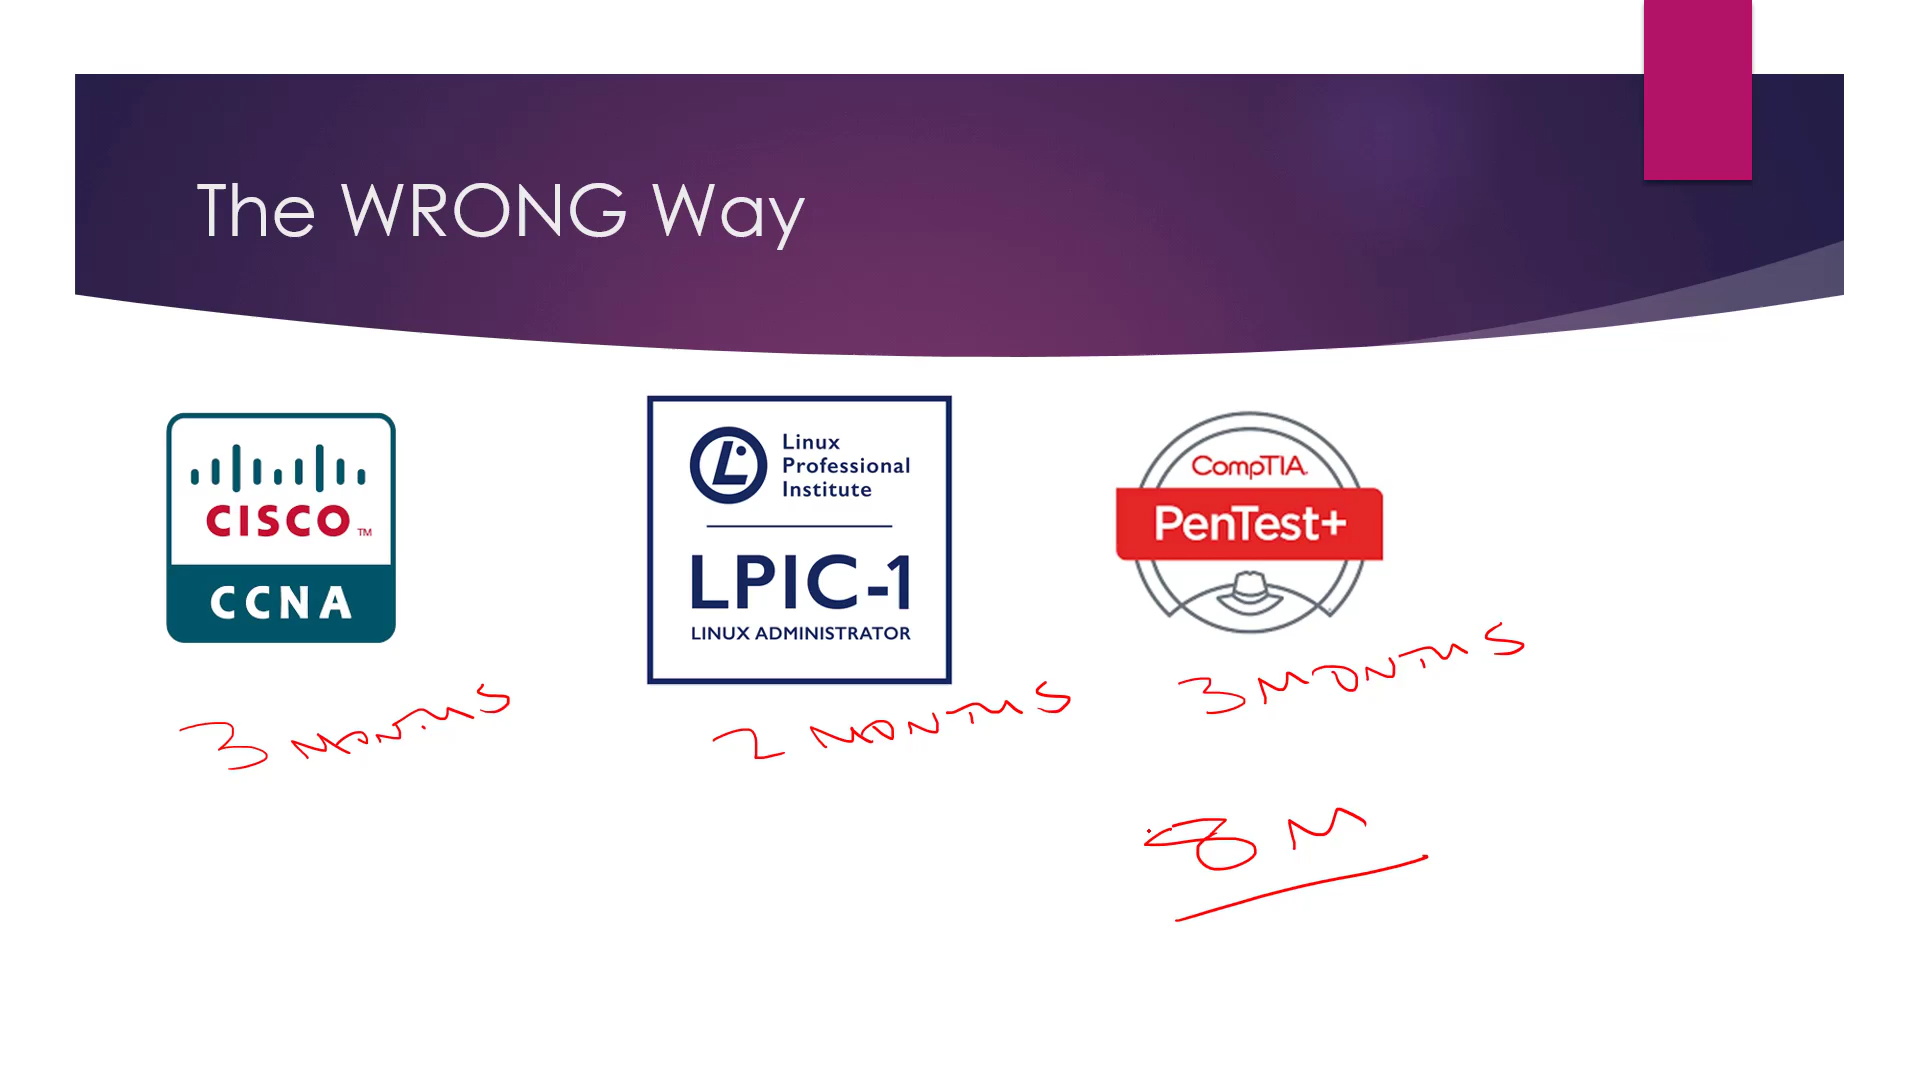 The WRONG Way
CISCO™
CCNA
Linux
Professional
Institute
LPIC-1
LINUX ADMINISTRATOR
CompTIA.
PenTest+
3 MONTHS
2 MONTHS
3 MONTHS
8 M